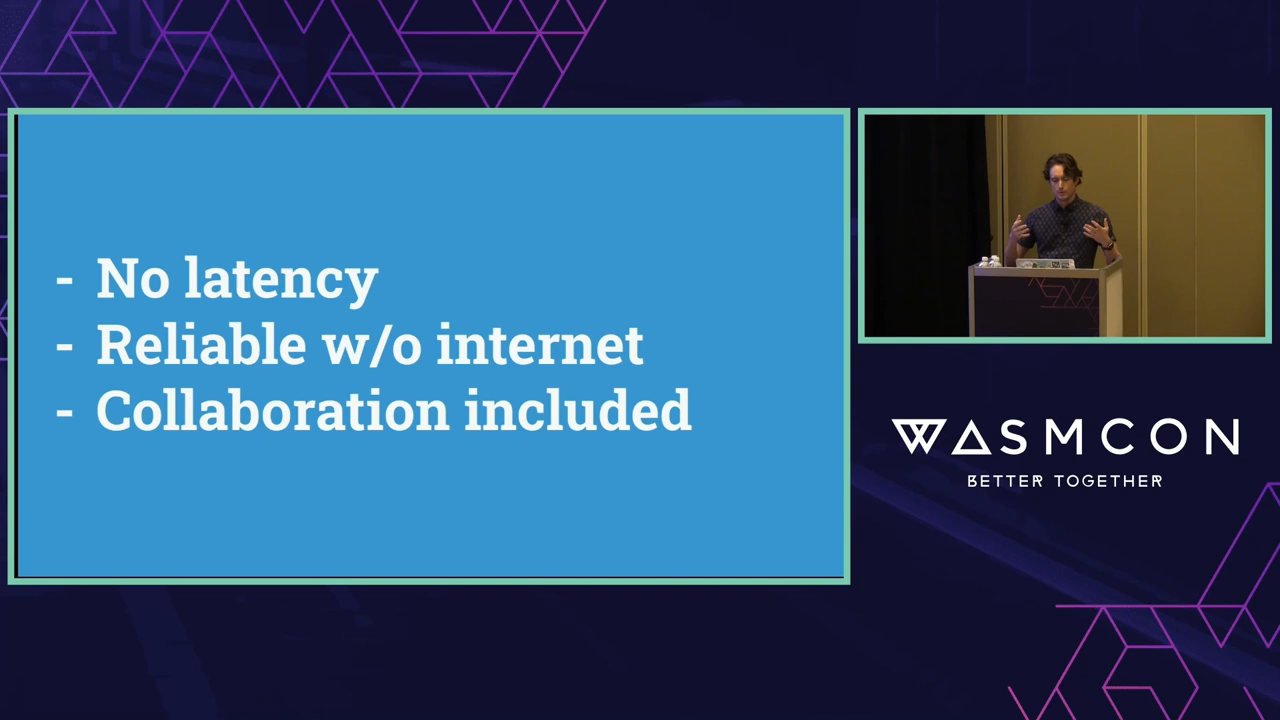 - No latency
- Reliable w/o internet
- Collaboration included
WASMCON
BETTER TOGETHER